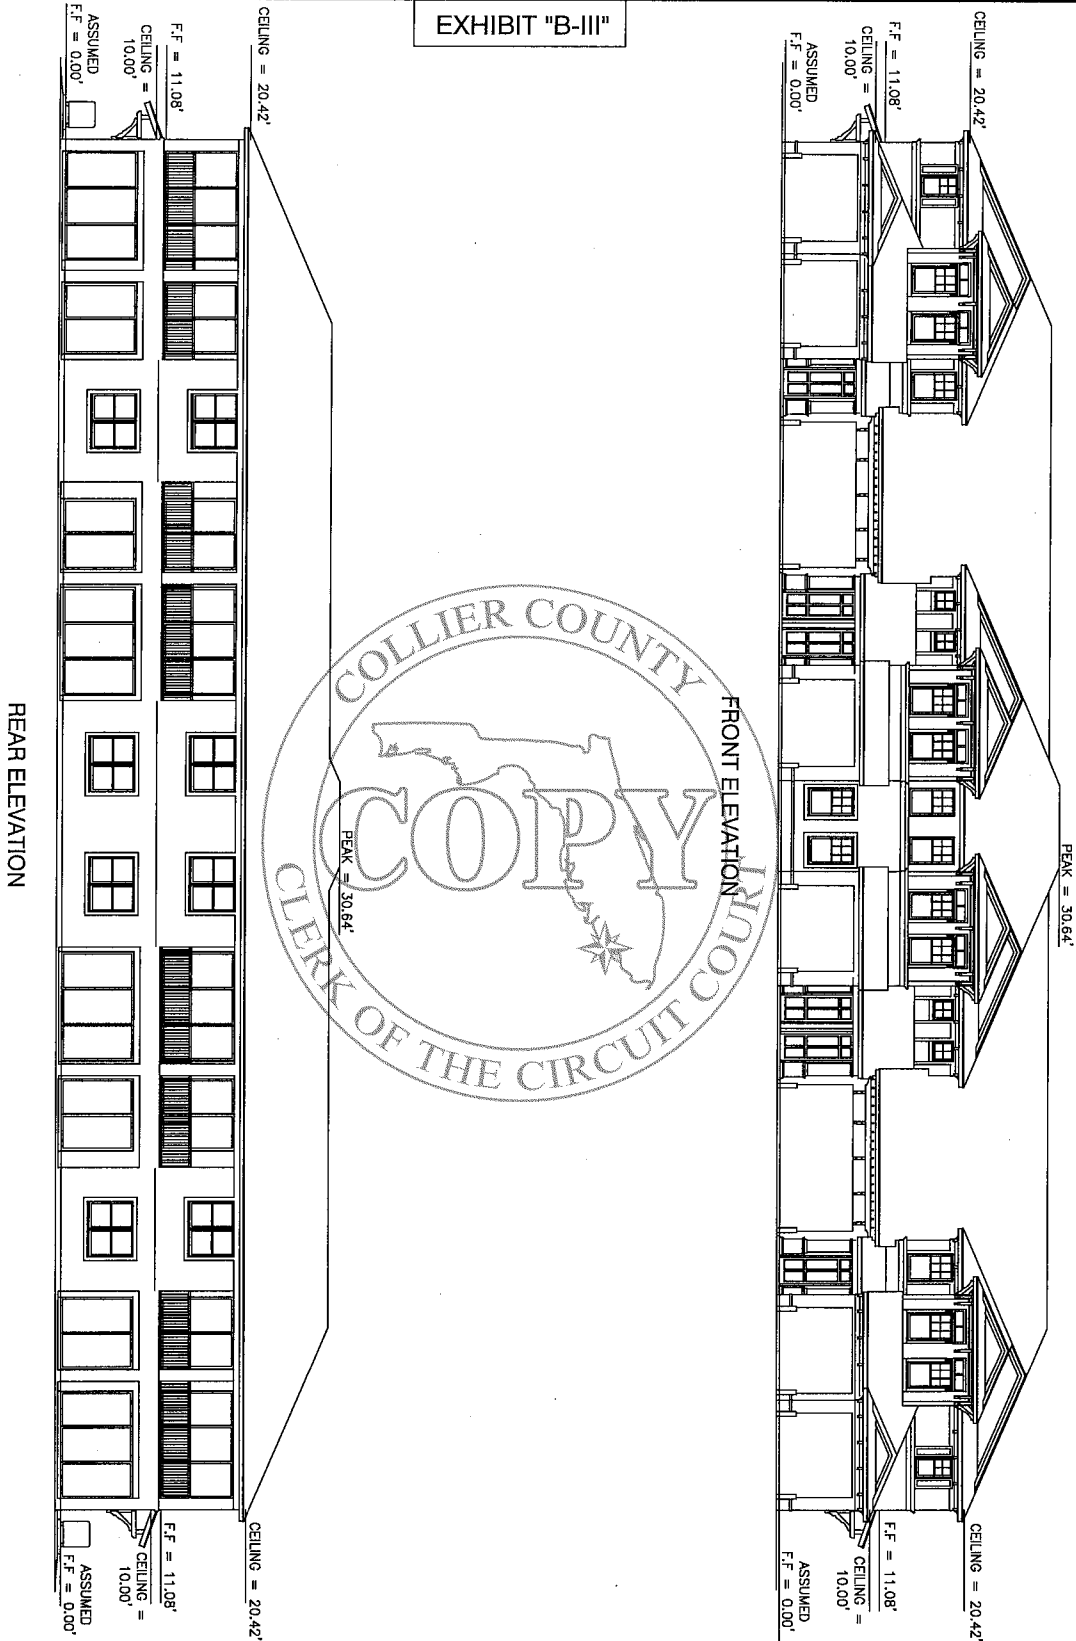 EXHIBIT "B-III"
PEAK = 30.64'
CEILING = 20.42'
F.F = 11.08'
CEILING =
10.00'
ASSUMED
F.F = 0.00'
CEILING = 20.42'
F.F = 11.08'
CEILING =
10.00'
ASSUMED
F.F = 0.00'
FRONT ELEVATION
COLLIER COUNTY
COPY
CLERK OF THE CIRCUIT COURT
PEAK = 30.64'
CEILING = 20.42'
F.F = 11.08'
CEILING =
10.00'
ASSUMED
F.F = 0.00'
CEILING = 20.42'
F.F = 11.08'
CEILING =
10.00'
ASSUMED
F.F = 0.00'
REAR ELEVATION